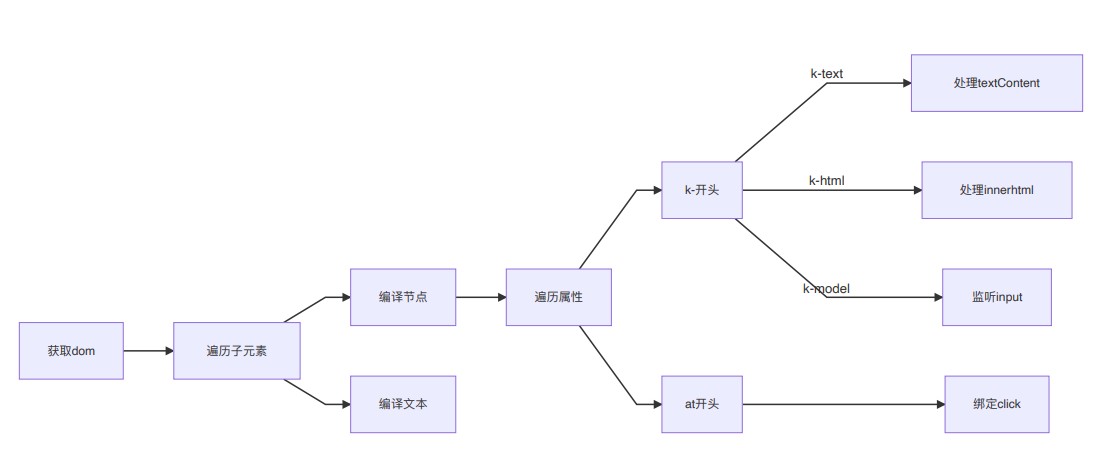 k-text
处理textContent
k-开头
k-html
处理innerhtml
编译节点
遍历属性
k-model
监听input
获取dom
遍历子元素
编译文本
at开头
绑定click